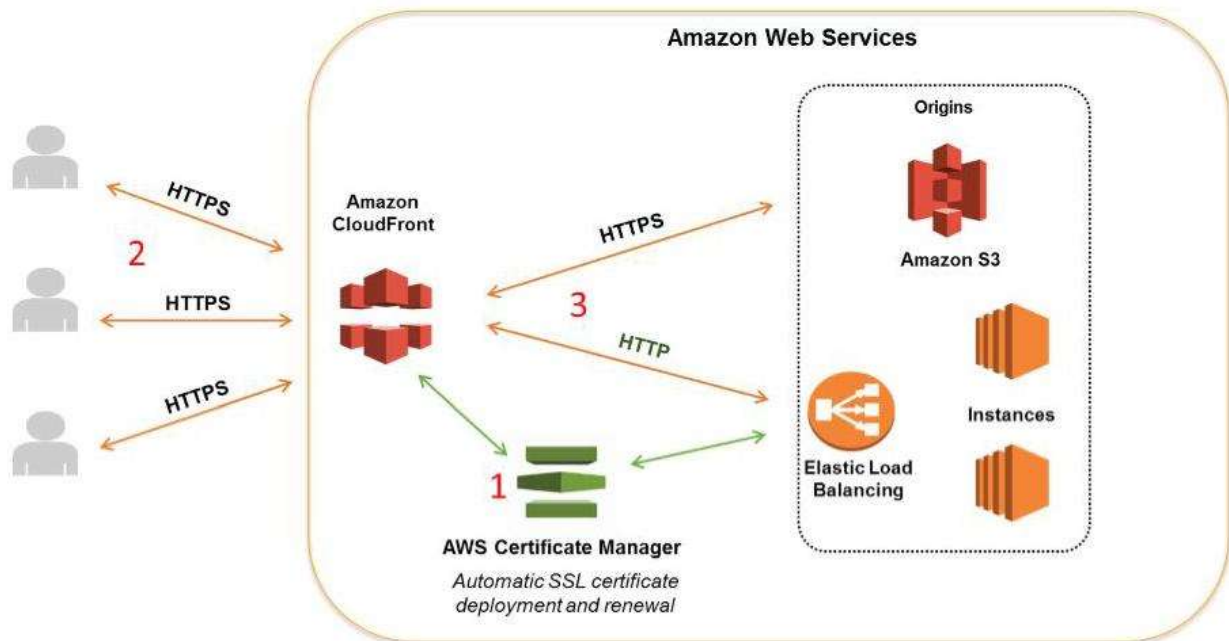 Amazon Web Services
Origins
HTTPS
Amazon
CloudFront
HTTPS
Amazon S3
2
HTTPS
3
HTTP
HTTPS
Instances
1
Elastic Load
Balancing
AWS Certificate Manager
Automatic SSL certificate
deployment and renewal